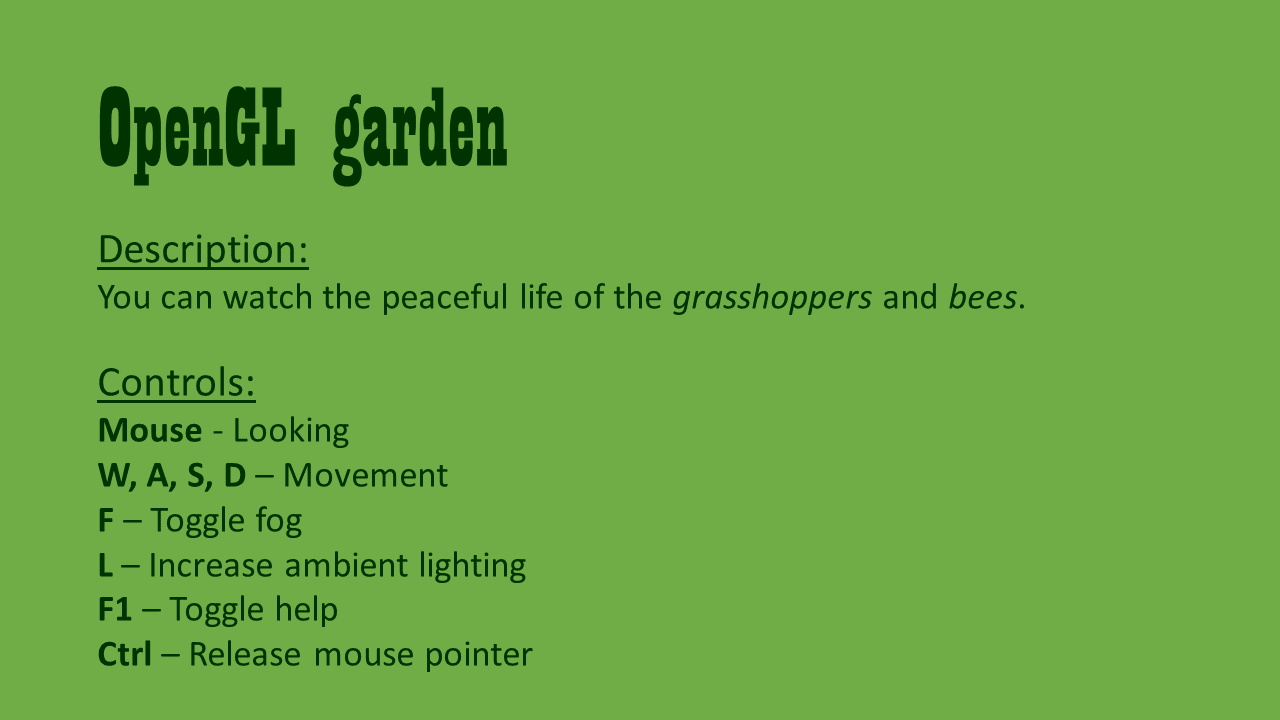 OpenGL garden
Description:
You can watch the peaceful life of the grasshoppers and bees.
Controls:
Mouse - Looking
W, A, S, D – Movement
F – Toggle fog
L – Increase ambient lighting
F1 – Toggle help
Ctrl – Release mouse pointer